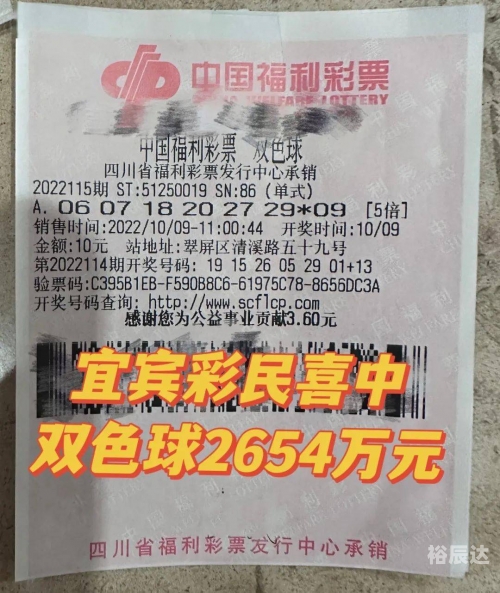 中国福利彩票
CHINA WELFARE LOTTERY
中国福利彩票 双色球
四川省福利彩票发行中心承销
2022115期 ST:51250019 SN:86 (单式)
A. 06 07 18 20 27 29*09 [5倍]
销售时间:2022/10/09-11:00:44 开奖时间:10/09
金额:10元 站地址:翠屏区清溪路五十九号
第2022114期开奖号码: 19 15 26 05 29 01+13
验票码:C395B1EB-F590B8C6-61975C78-8656DC3A
开奖号码查询: http://www.scflcp.com
感谢您为公益事业贡献3.60元
宜宾彩民喜中
双色球2654万元
四川省福利彩票发行中心承销
裕辰达